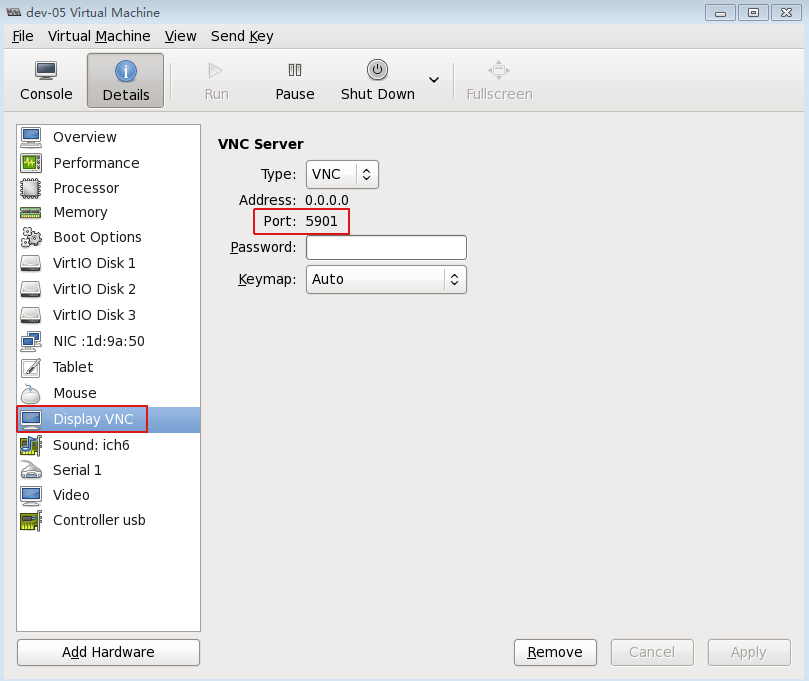 dev-05 Virtual Machine
File Virtual Machine View Send Key
Console Details Run Pause Shut Down Fullscreen
Overview
Performance
Processor
Memory
Boot Options
VirtIO Disk 1
VirtIO Disk 2
VirtIO Disk 3
NIC :1d:9a:50
Tablet
Mouse
Display VNC
Sound: ich6
Serial 1
Video
Controller usb
Add Hardware
VNC Server
Type: VNC
Address: 0.0.0.0
Port: 5901
Password:
Keymap: Auto
Remove Cancel Apply